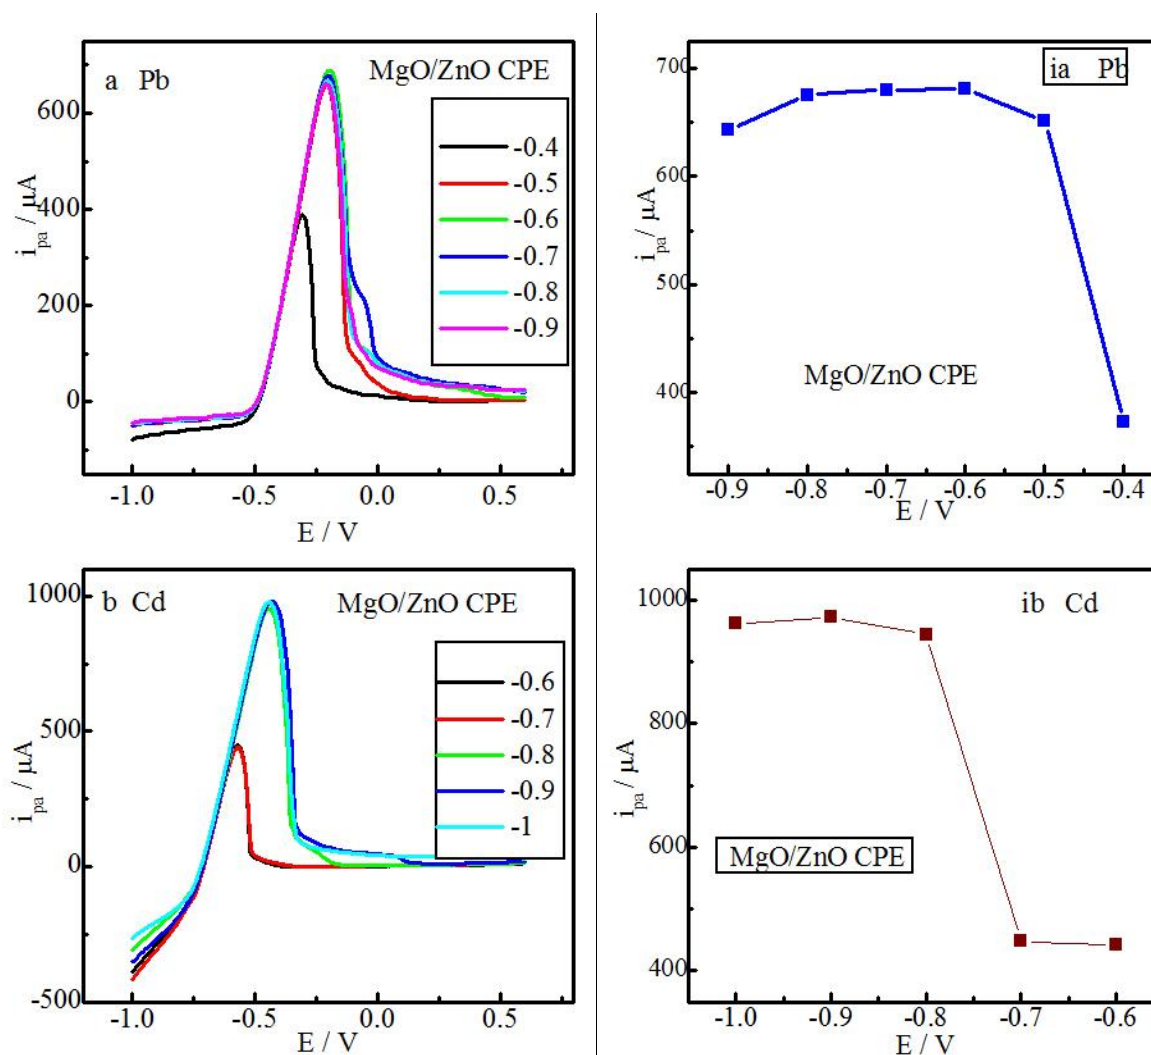 a Pb
MgO/ZnO CPE
-0.4
-0.5
-0.6
-0.7
-0.8
-0.9
600
400
200
0
i_pa / µA
-1.0 -0.5 0.0 0.5
E / V
ia Pb
700
600
500
400
i_pa / µA
MgO/ZnO CPE
-0.9 -0.8 -0.7 -0.6 -0.5 -0.4
E / V
b Cd
MgO/ZnO CPE
-0.6
-0.7
-0.8
-0.9
-1
1000
500
0
-500
i_pa / µA
-1.0 -0.5 0.0 0.5
E / V
ib Cd
1000
800
600
400
i_pa / µA
MgO/ZnO CPE
-1.0 -0.9 -0.8 -0.7 -0.6
E / V